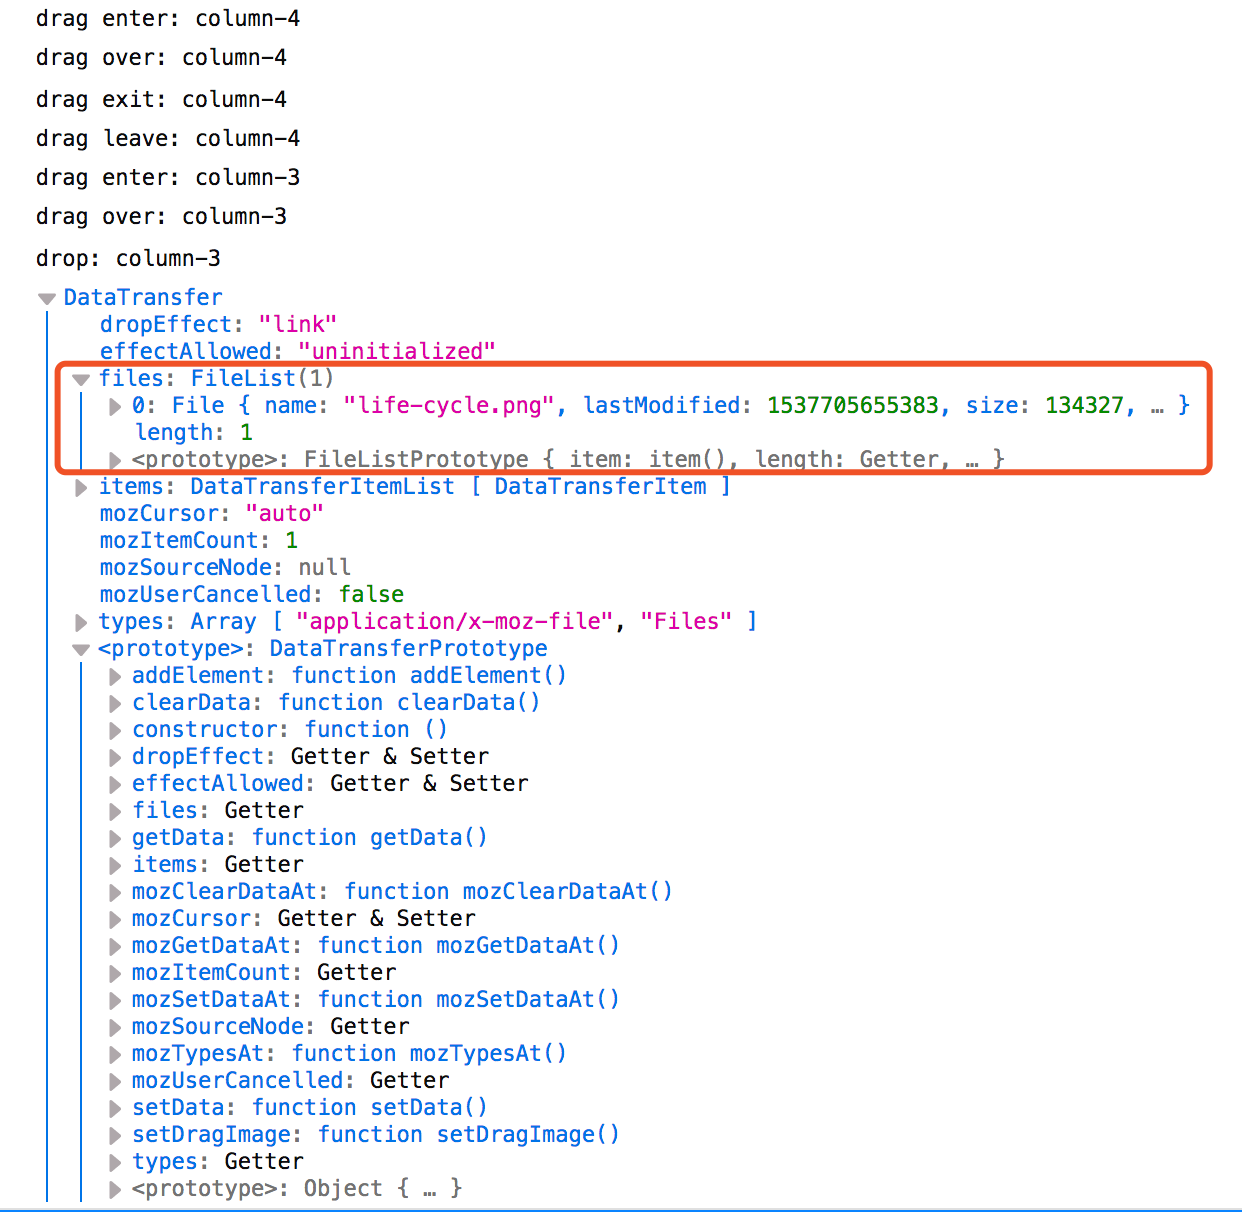 drag enter: column-4
drag over: column-4
drag exit: column-4
drag leave: column-4
drag enter: column-3
drag over: column-3
drop: column-3
DataTransfer
dropEffect: "link"
effectAllowed: "uninitialized"
files: FileList(1)
0: File { name: "life-cycle.png", lastModified: 1537705655383, size: 134327, … }
length: 1
<prototype>: FileListPrototype { item: item(), length: Getter, … }
items: DataTransferItemList [ DataTransferItem ]
mozCursor: "auto"
mozItemCount: 1
mozSourceNode: null
mozUserCancelled: false
types: Array [ "application/x-moz-file", "Files" ]
<prototype>: DataTransferPrototype
addElement: function addElement()
clearData: function clearData()
constructor: function ()
dropEffect: Getter & Setter
effectAllowed: Getter & Setter
files: Getter
getData: function getData()
items: Getter
mozClearDataAt: function mozClearDataAt()
mozCursor: Getter & Setter
mozGetDataAt: function mozGetDataAt()
mozItemCount: Getter
mozSetDataAt: function mozSetDataAt()
mozSourceNode: Getter
mozTypesAt: function mozTypesAt()
mozUserCancelled: Getter
setData: function setData()
setDragImage: function setDragImage()
types: Getter
<prototype>: Object { … }